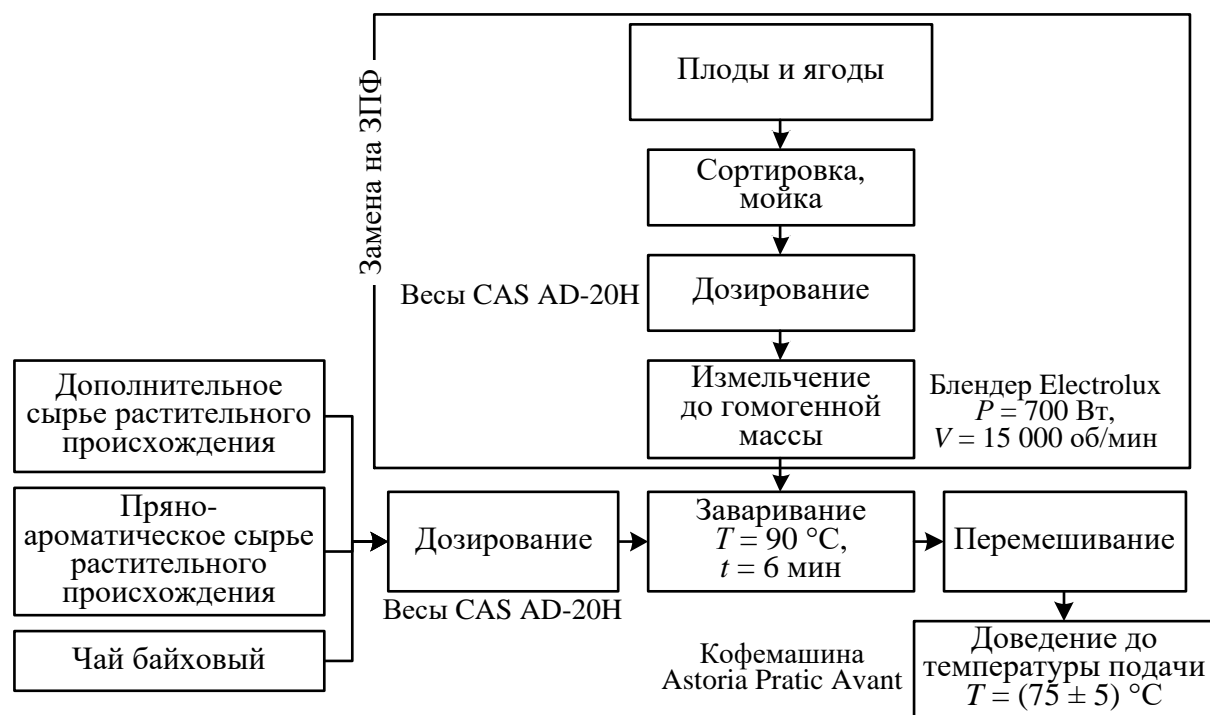 Замена на ЗПФ
Плоды и ягоды
Сортировка,
мойка
Весы CAS AD-20H
Дозирование
Измельчение
до гомогенной
массы
Блендер Electrolux
P = 700 Вт,
V = 15 000 об/мин
Дополнительное
сырье растительного
происхождения
Пряно-
ароматическое сырье
растительного
происхождения
Чай байховый
Дозирование
Весы CAS AD-20H
Заваривание
T = 90 °C,
t = 6 мин
Перемешивание
Кофемашина
Astoria Pratic Avant
Доведение до
температуры подачи
T = (75 ± 5) °C